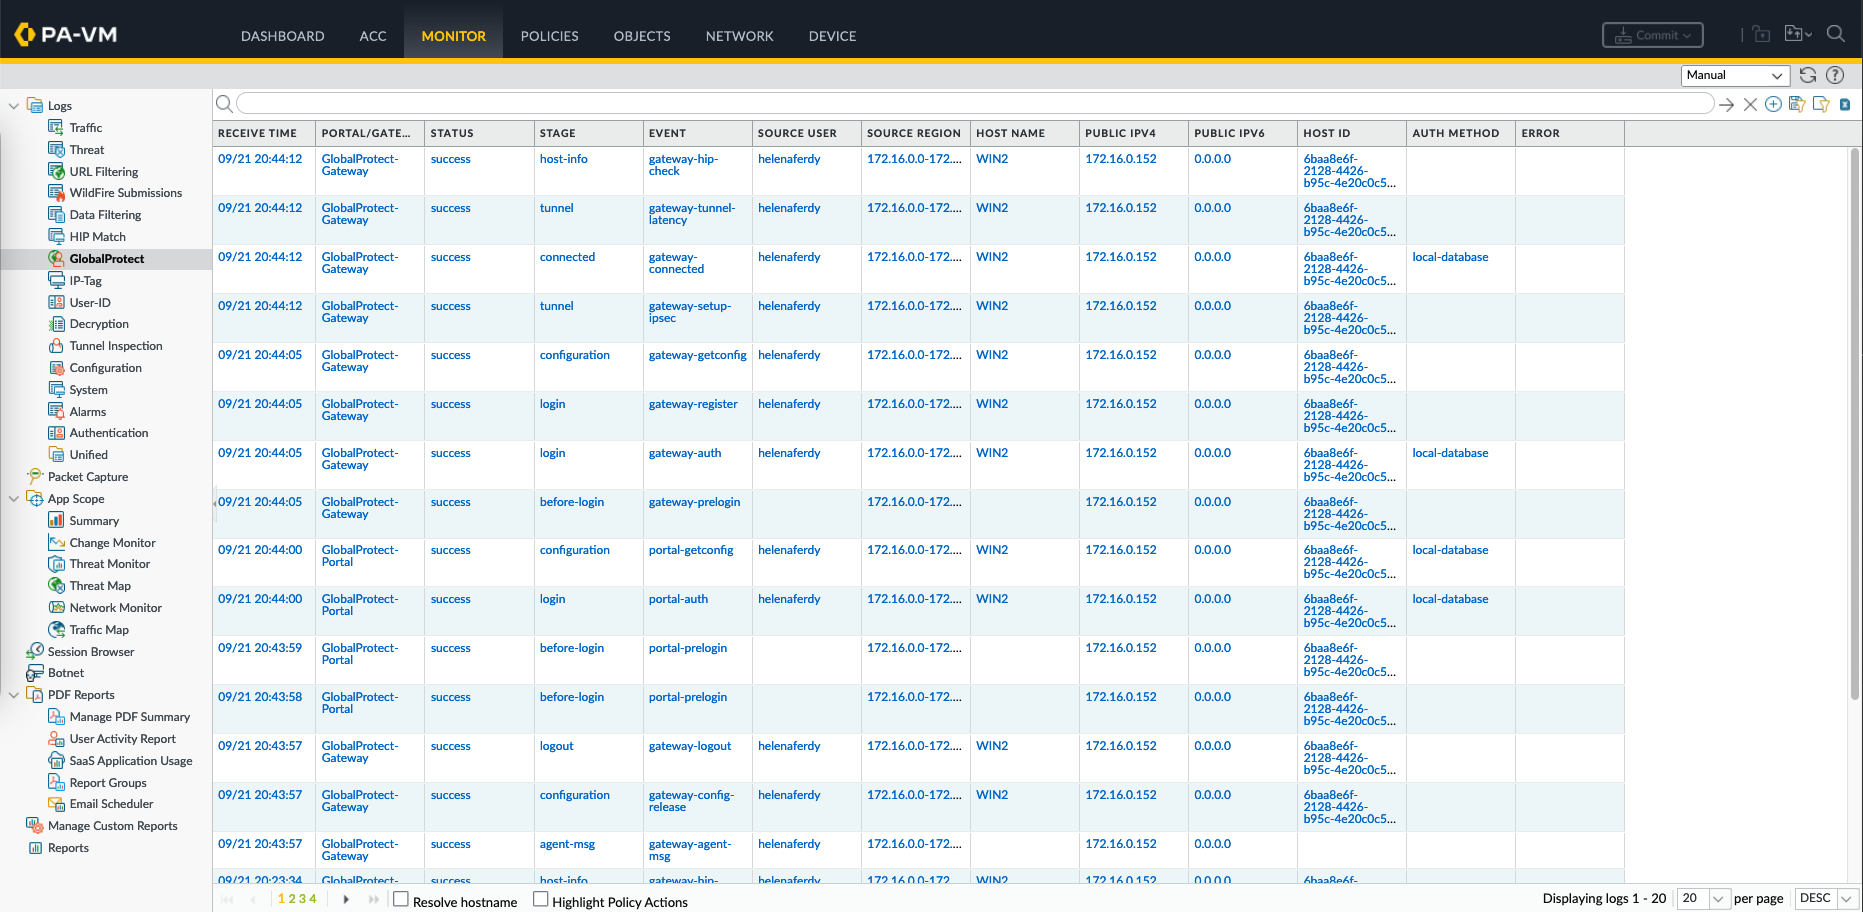 PA-VM
DASHBOARD ACC MONITOR POLICIES OBJECTS NETWORK DEVICE Commit
Manual
Logs
Traffic
Threat
URL Filtering
WildFire Submissions
Data Filtering
HIP Match
GlobalProtect
IP-Tag
User-ID
Decryption
Tunnel Inspection
Configuration
System
Alarms
Authentication
Unified
Packet Capture
App Scope
Summary
Change Monitor
Threat Monitor
Threat Map
Network Monitor
Traffic Map
Session Browser
Botnet
PDF Reports
Manage PDF Summary
User Activity Report
SaaS Application Usage
Report Groups
Email Scheduler
Manage Custom Reports
Reports
RECEIVE TIME PORTAL/GATE... STATUS STAGE EVENT SOURCE USER SOURCE REGION HOST NAME PUBLIC IPV4 PUBLIC IPV6 HOST ID AUTH METHOD ERROR
09/21 20:44:12 GlobalProtect- success host-info gateway-hip- helenaferdy 172.16.0.0-172.... WIN2 172.16.0.152 0.0.0.0 6baa8e6f-
Gateway check 2128-4426-
b95c-4e20c0c5...
09/21 20:44:12 GlobalProtect- success tunnel gateway-tunnel- helenaferdy 172.16.0.0-172.... WIN2 172.16.0.152 0.0.0.0 6baa8e6f-
Gateway latency 2128-4426-
b95c-4e20c0c5...
09/21 20:44:12 GlobalProtect- success connected gateway- helenaferdy 172.16.0.0-172.... WIN2 172.16.0.152 0.0.0.0 6baa8e6f- local-database
Gateway connected 2128-4426-
b95c-4e20c0c5...
09/21 20:44:12 GlobalProtect- success tunnel gateway-setup- helenaferdy 172.16.0.0-172.... WIN2 172.16.0.152 0.0.0.0 6baa8e6f-
Gateway ipsec 2128-4426-
b95c-4e20c0c5...
09/21 20:44:05 GlobalProtect- success configuration gateway-getconfig helenaferdy 172.16.0.0-172.... WIN2 172.16.0.152 0.0.0.0 6baa8e6f-
Gateway 2128-4426-
b95c-4e20c0c5...
09/21 20:44:05 GlobalProtect- success login gateway-register helenaferdy 172.16.0.0-172.... WIN2 172.16.0.152 0.0.0.0 6baa8e6f-
Gateway 2128-4426-
b95c-4e20c0c5...
09/21 20:44:05 GlobalProtect- success login gateway-auth helenaferdy 172.16.0.0-172.... WIN2 172.16.0.152 0.0.0.0 6baa8e6f- local-database
Gateway 2128-4426-
b95c-4e20c0c5...
09/21 20:44:05 GlobalProtect- success before-login gateway-prelogin 172.16.0.0-172.... 172.16.0.152 0.0.0.0 6baa8e6f-
Gateway 2128-4426-
b95c-4e20c0c5...
09/21 20:44:00 GlobalProtect- success configuration portal-getconfig helenaferdy 172.16.0.0-172.... WIN2 172.16.0.152 0.0.0.0 6baa8e6f- local-database
Portal 2128-4426-
b95c-4e20c0c5...
09/21 20:44:00 GlobalProtect- success login portal-auth helenaferdy 172.16.0.0-172.... WIN2 172.16.0.152 0.0.0.0 6baa8e6f- local-database
Portal 2128-4426-
b95c-4e20c0c5...
09/21 20:43:59 GlobalProtect- success before-login portal-prelogin 172.16.0.0-172.... 172.16.0.152 0.0.0.0 6baa8e6f-
Portal 2128-4426-
b95c-4e20c0c5...
09/21 20:43:58 GlobalProtect- success before-login portal-prelogin 172.16.0.0-172.... 172.16.0.152 0.0.0.0 6baa8e6f-
Portal 2128-4426-
b95c-4e20c0c5...
09/21 20:43:57 GlobalProtect- success logout gateway-logout helenaferdy 172.16.0.0-172.... WIN2 172.16.0.152 0.0.0.0 6baa8e6f-
Gateway 2128-4426-
b95c-4e20c0c5...
09/21 20:43:57 GlobalProtect- success configuration gateway-config- helenaferdy 172.16.0.0-172.... WIN2 172.16.0.152 0.0.0.0 6baa8e6f-
Gateway release 2128-4426-
b95c-4e20c0c5...
09/21 20:43:57 GlobalProtect- success agent-msg gateway-agent- helenaferdy 172.16.0.0-172.... 172.16.0.152 0.0.0.0
Gateway msg
09/21 20:23:34 GlobalProtect- success host-info gateway-hip- helenaferdy 172.16.0.0-172.... WIN2 172.16.0.152 0.0.0.0 6baa8e6f-
1 2 3 4 Resolve hostname Highlight Policy Actions Displaying logs 1 - 20 20 per page DESC